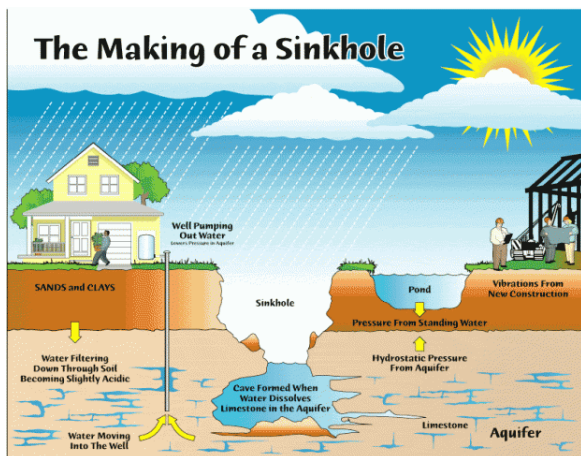 The Making of a Sinkhole
Well Pumping
Out Water
Lowers Pressure in Aquifer
SANDS and CLAYS
Sinkhole
Pond
Vibrations From
New Construction
Pressure From Standing Water
Water Filtering
Down Through Soil
Becoming Slightly Acidic
Hydrostatic Pressure
From Aquifer
Cave Formed When
Water Dissolves
Limestone in the Aquifer
Limestone
Aquifer
Water Moving
Into The Well